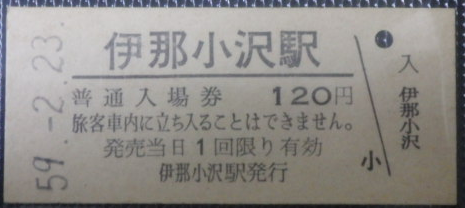 59.-2.23
伊那小沢駅
普通入場券 120円
旅客車内に立ち入ることはできません。
発売当日1回限り有効
伊那小沢駅発行
入 伊那小沢
小